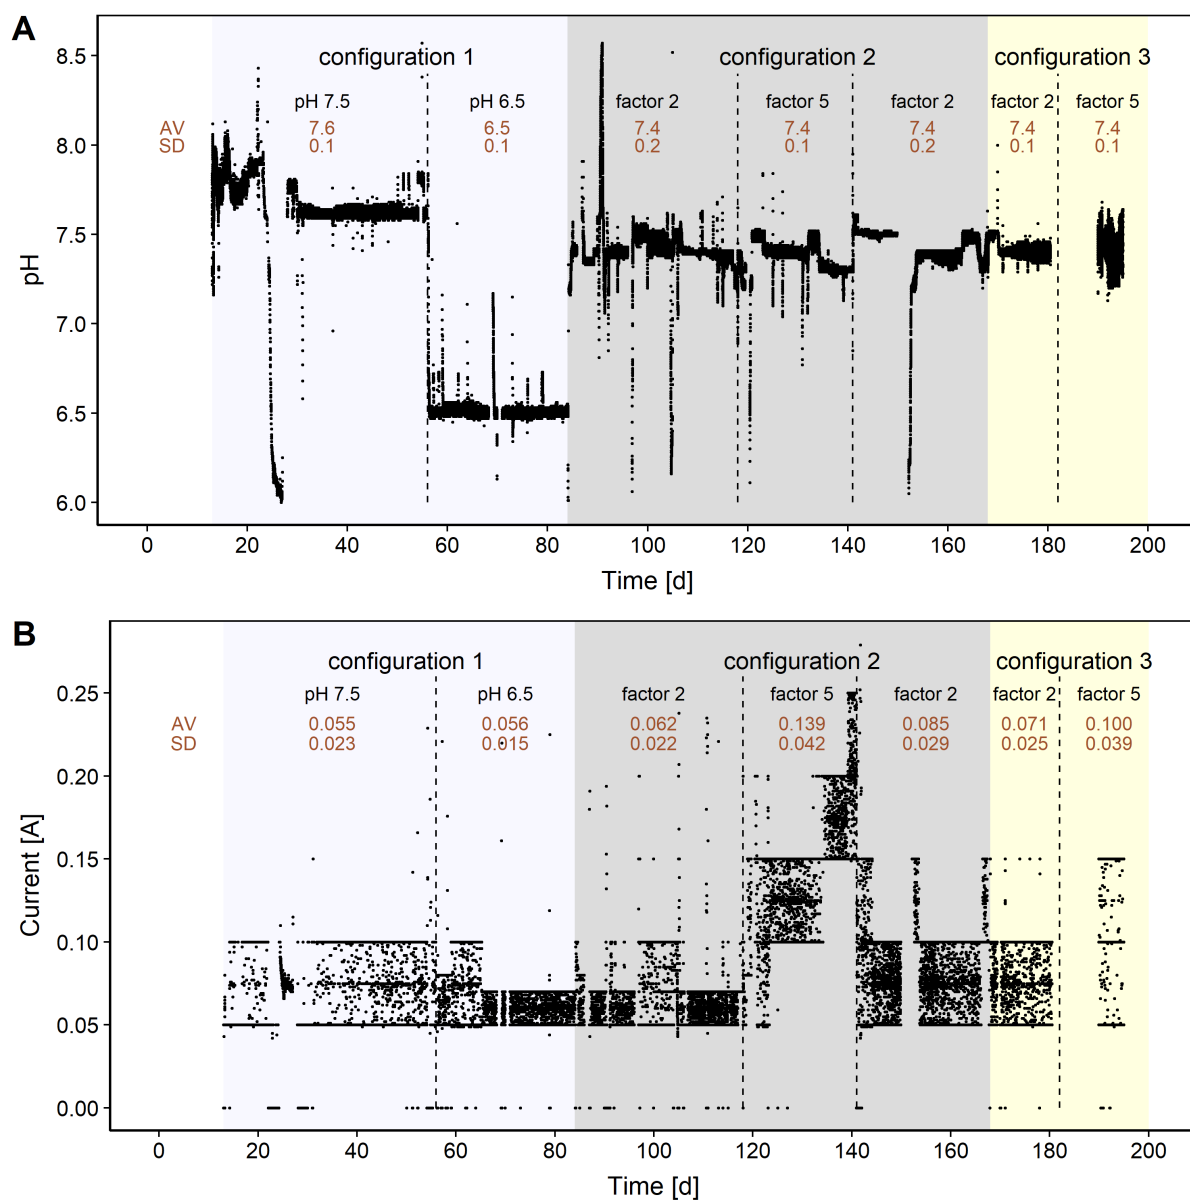 A
configuration 1 configuration 2 configuration 3
pH 7.5 pH 6.5 factor 2 factor 5 factor 2 factor 2 factor 5
AV 7.6 6.5 7.4 7.4 7.4 7.4 7.4
SD 0.1 0.1 0.2 0.1 0.2 0.1 0.1
8.5
8.0
7.5
7.0
6.5
6.0
pH
0 20 40 60 80 100 120 140 160 180 200
Time [d]
B
configuration 1 configuration 2 configuration 3
pH 7.5 pH 6.5 factor 2 factor 5 factor 2 factor 2 factor 5
AV 0.055 0.056 0.062 0.139 0.085 0.071 0.100
SD 0.023 0.015 0.022 0.042 0.029 0.025 0.039
0.25
0.20
0.15
0.10
0.05
0.00
Current [A]
0 20 40 60 80 100 120 140 160 180 200
Time [d]